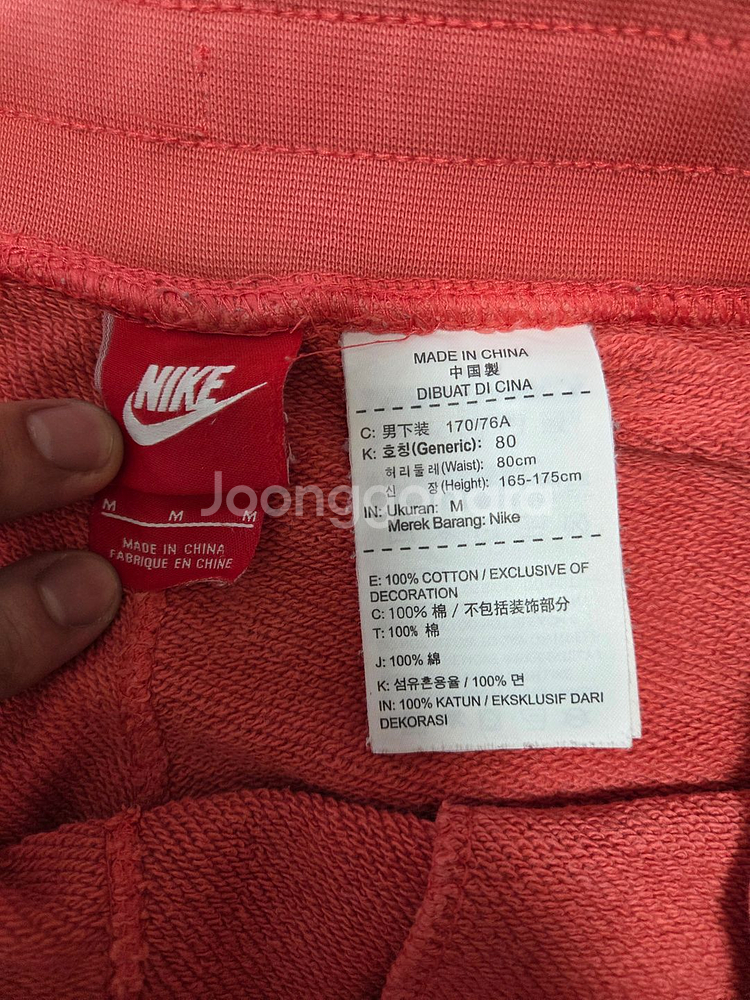 NIKE
M M M
MADE IN CHINA
FABRIQUE EN CHINE
Joonggonara
MADE IN CHINA
中国製
DIBUAT DI CINA
C: 男下装 170/76A
K: 호칭(Generic): 80
허리둘레(Waist): 80cm
신 장(Height): 165-175cm
IN: Ukuran: M
Merek Barang: Nike
E: 100% COTTON / EXCLUSIVE OF
DECORATION
C: 100% 棉 / 不包括装饰部分
T: 100% 棉
J: 100% 綿
K: 섬유혼용율 / 100% 면
IN: 100% KATUN / EKSKLUSIF DARI
DEKORASI